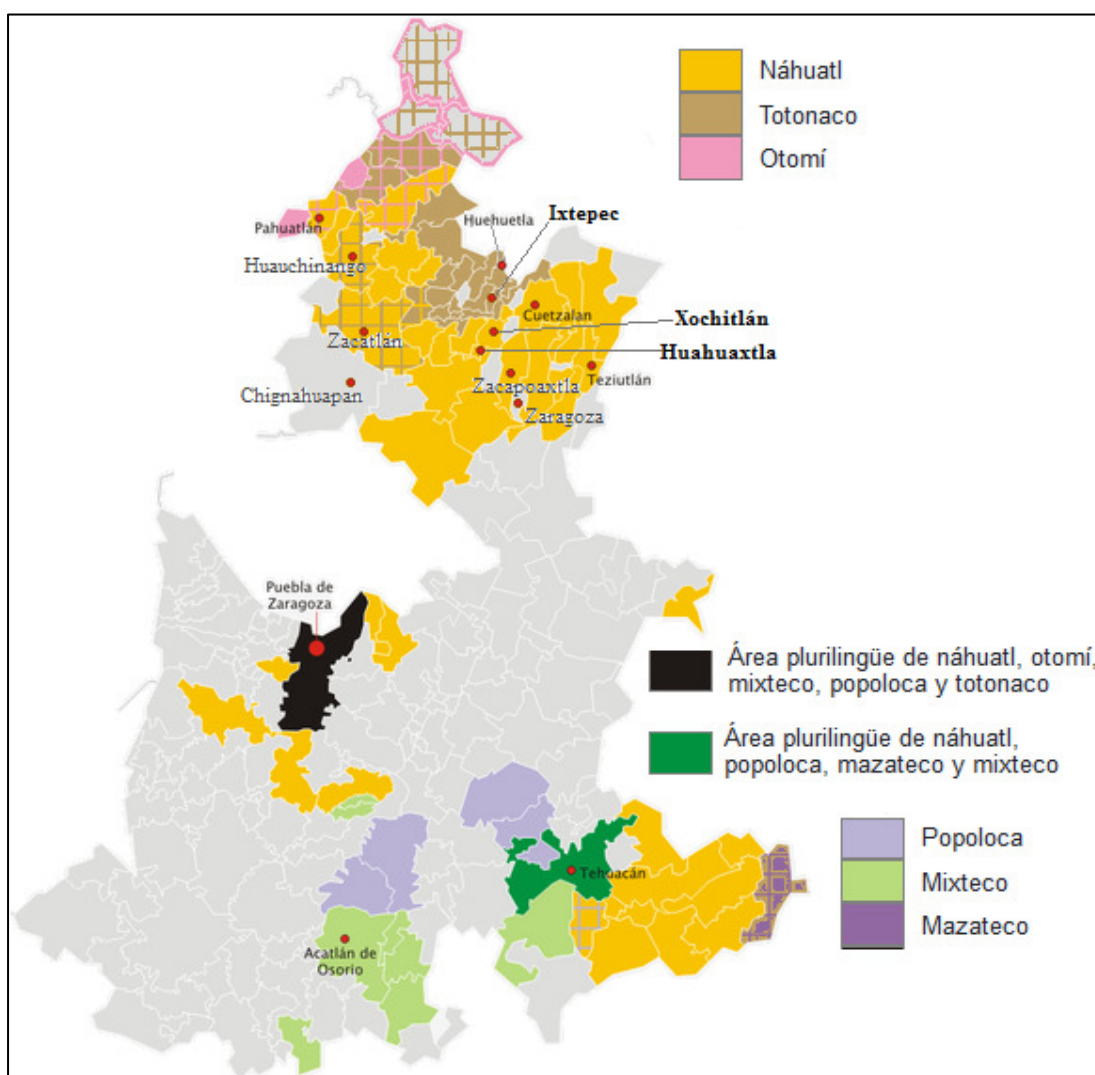 Náhuatl
Totonaco
Otomí
Ixtepec
Huehuetla
Pahuatlán
Huauchinango
Cuetzalan
Xochitlán
Zacatlán
Huahuaxtla
Teziutlán
Zacapoaxtla
Chignahuapan
Zaragoza
Puebla de
Zaragoza
Área plurilingüe de náhuatl, otomí,
mixteco, popoloca y totonaco
Área plurilingüe de náhuatl,
popoloca, mazateco y mixteco
Popoloca
Tehuacán
Mixteco
Mazateco
Acatlán de
Osorio